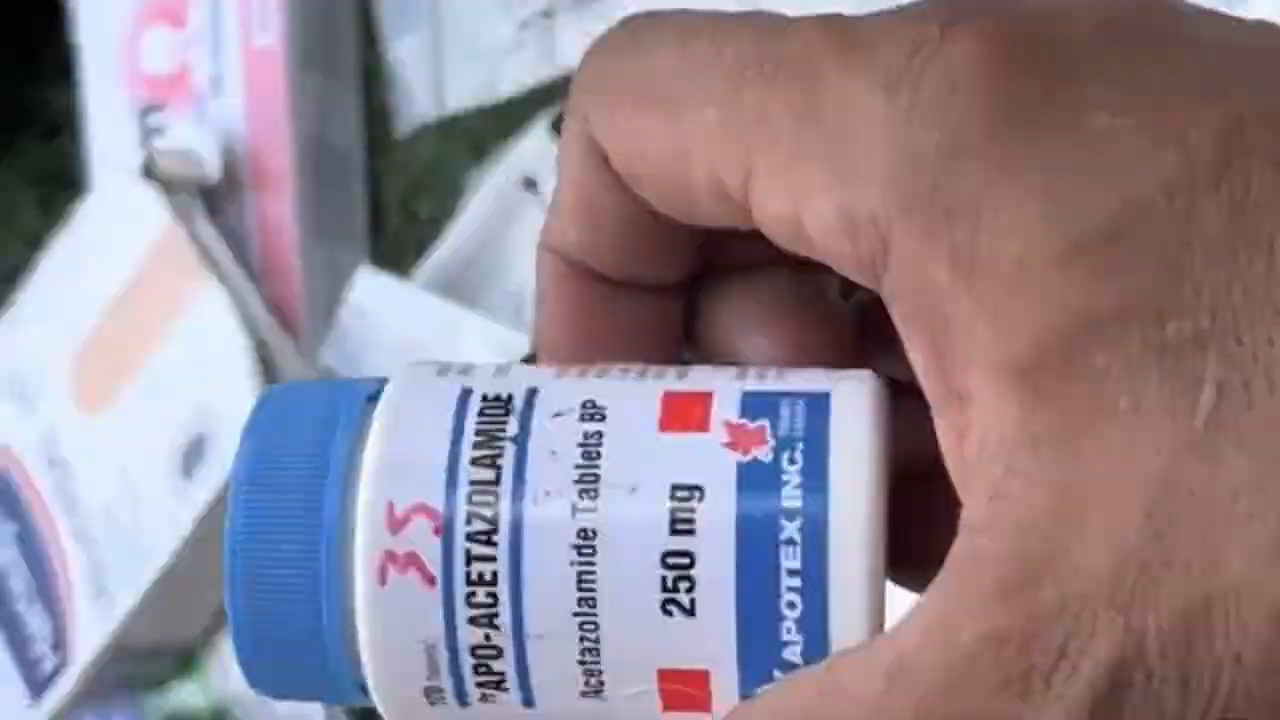 35
APO-ACETAZOLAMIDE
Acetazolamide Tablets BP
250 mg
APOTEX INC.